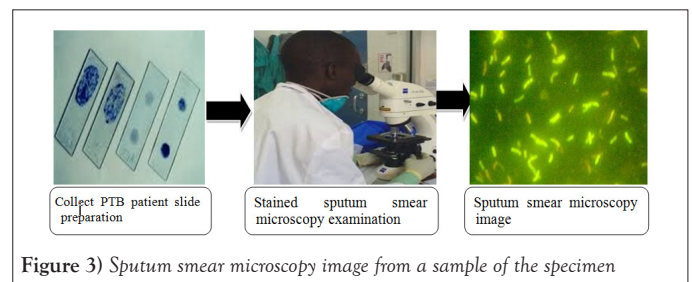 Collect PTB patient slide
preparation
Stained sputum smear
microscopy examination
Sputum smear microscopy
image
Figure 3) Sputum smear microscopy image from a sample of the specimen